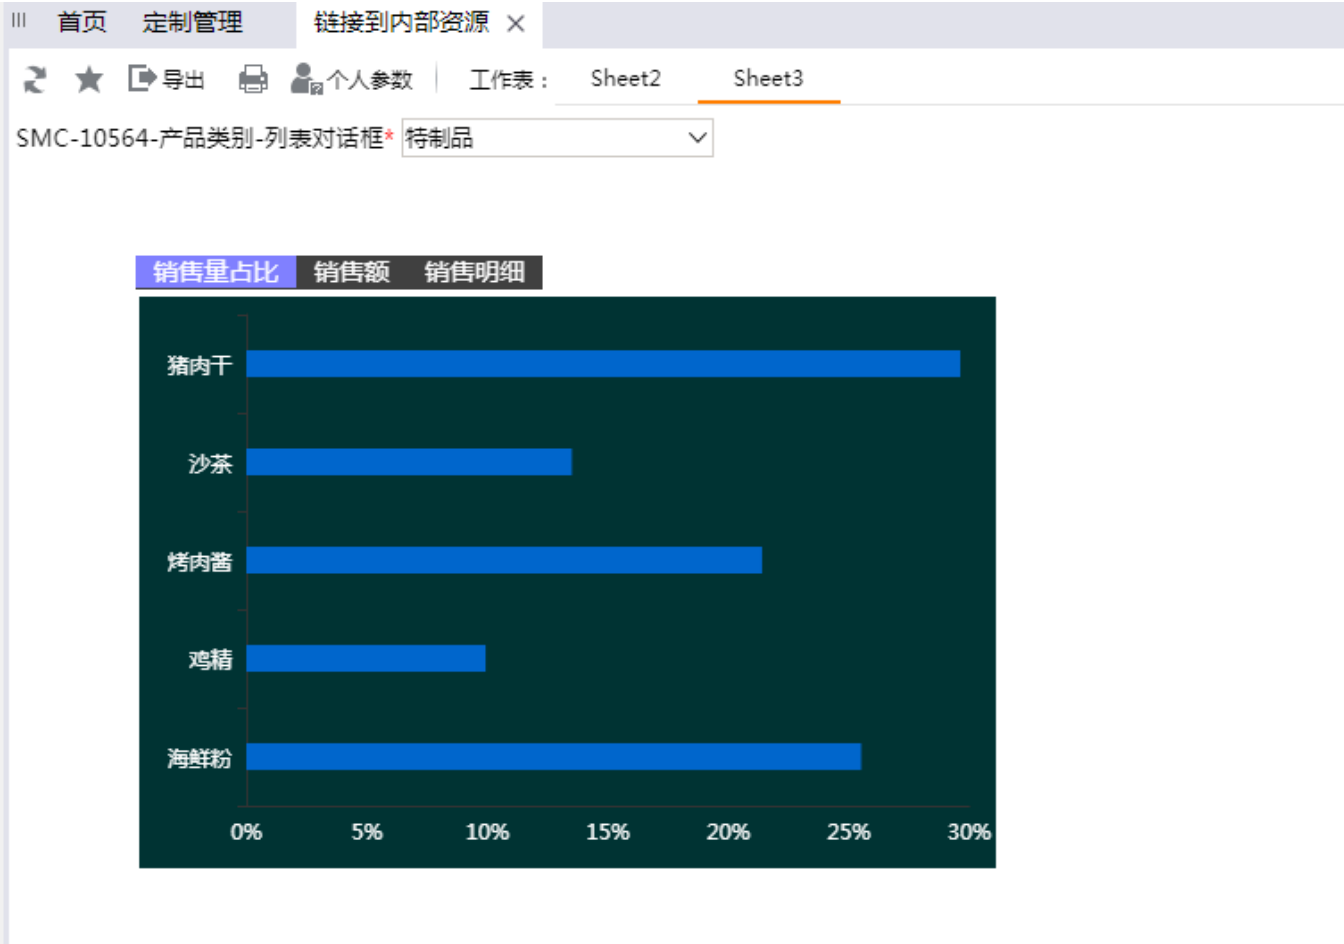 首页 定制管理 链接到内部资源
导出 个人参数 工作表： Sheet2 Sheet3
SMC-10564-产品类别-列表对话框* 特制品
销售量占比 销售额 销售明细
猪肉干
沙茶
烤肉酱
鸡精
海鲜粉
0% 5% 10% 15% 20% 25% 30%